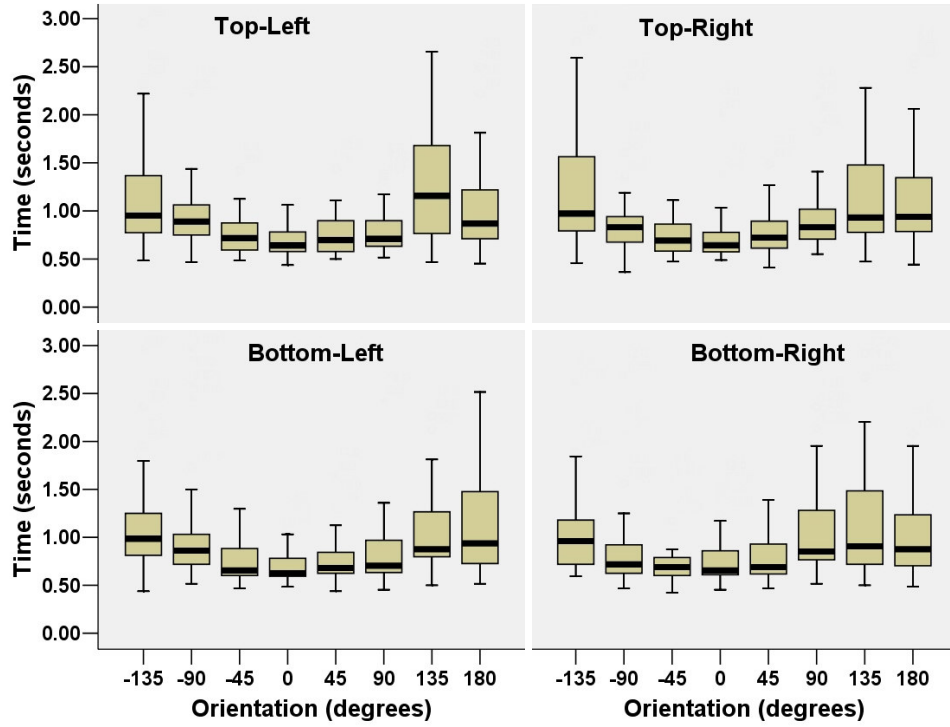 Top-Left
Top-Right
3.00
2.50
2.00
1.50
1.00
0.50
0.00
Time (seconds)
Bottom-Left
Bottom-Right
3.00
2.50
2.00
1.50
1.00
0.50
0.00
Time (seconds)
-135 -90 -45 0 45 90 135 180
-135 -90 -45 0 45 90 135 180
Orientation (degrees)
Orientation (degrees)